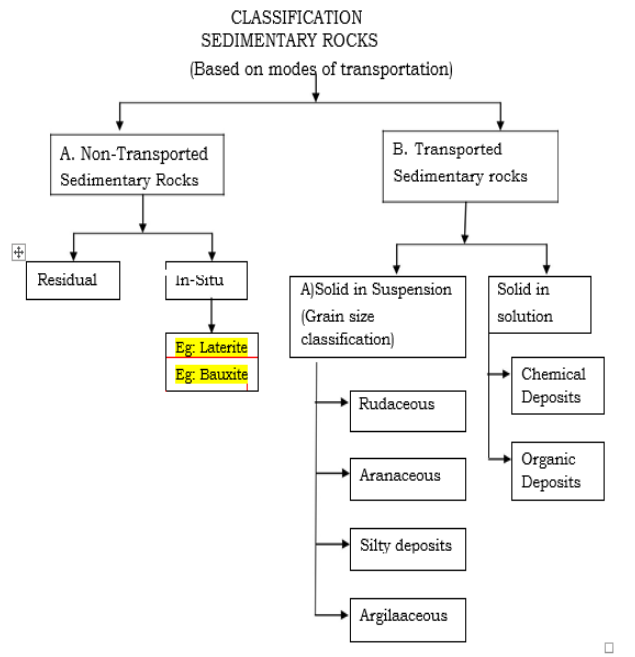 CLASSIFICATION
SEDIMENTARY ROCKS
(Based on modes of transportation)
A. Non-Transported
Sedimentary Rocks
B. Transported
Sedimentary rocks
Residual
In-Situ
Eg: Laterite
Eg: Bauxite
A)Solid in Suspension
(Grain size
classification)
Solid in
solution
Rudaceous
Aranaceous
Silty deposits
Argilaaceous
Chemical
Deposits
Organic
Deposits